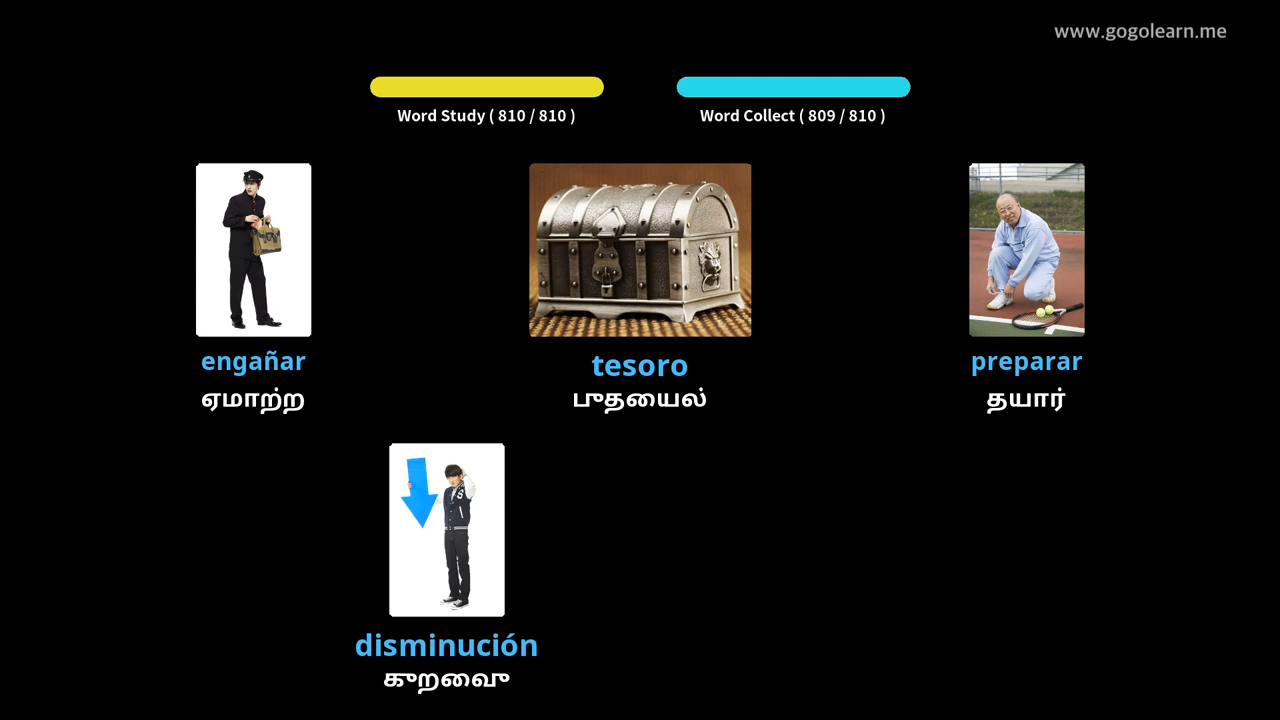 www.gogolearn.me
Word Study ( 810 / 810 )
Word Collect ( 809 / 810 )
engañar
ஏமாற்ற
tesoro
புதையல்
preparar
தயார்
disminución
குறைவு